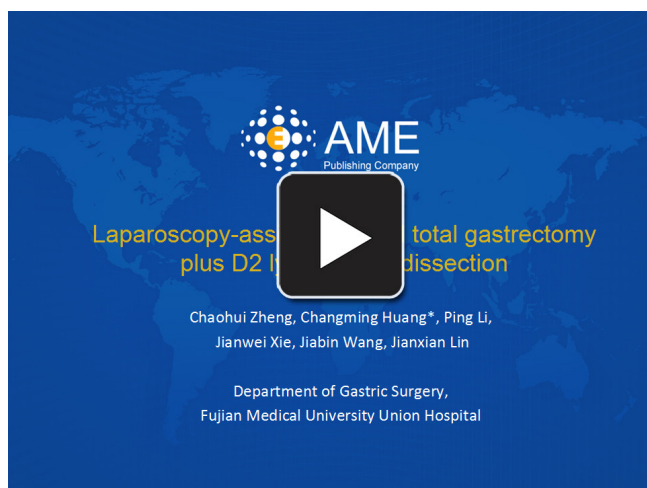 AME
Publishing Company
Laparoscopy-ass total gastrectomy
plus D2 l dissection
Chaohui Zheng, Changming Huang*, Ping Li,
Jianwei Xie, Jiabin Wang, Jianxian Lin
Department of Gastric Surgery,
Fujian Medical University Union Hospital